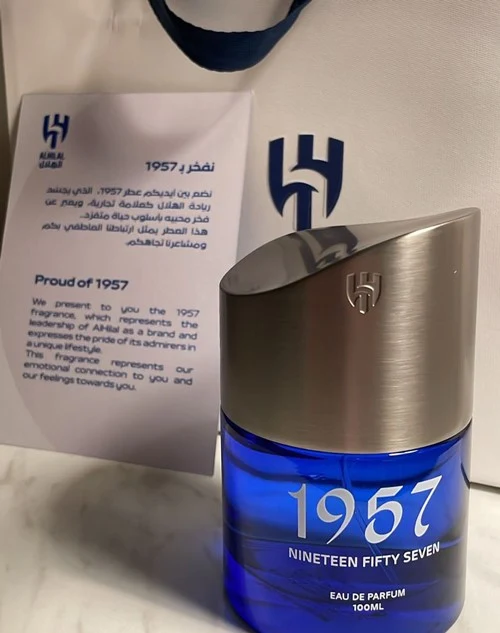 ALHILAL
الهلال
نفخر بـ 1957
نضع بين أيديكم عطر 1957، الذي يجسد
ريادة الهلال كعلامة تجارية، ويعبر عن
فخر محبيه بأسلوب حياة متفرد..
هذا العطر يمثل ارتباطنا العاطفي بكم
ومشاعرنا تجاهكم.
Proud of 1957
We present to you the 1957
fragrance, which represents the
leadership of AlHilal as a brand and
expresses the pride of its admirers in
a unique lifestyle.
This fragrance represents our
emotional connection to you and
our feelings towards you.
1957
NINETEEN FIFTY SEVEN
EAU DE PARFUM
100ML